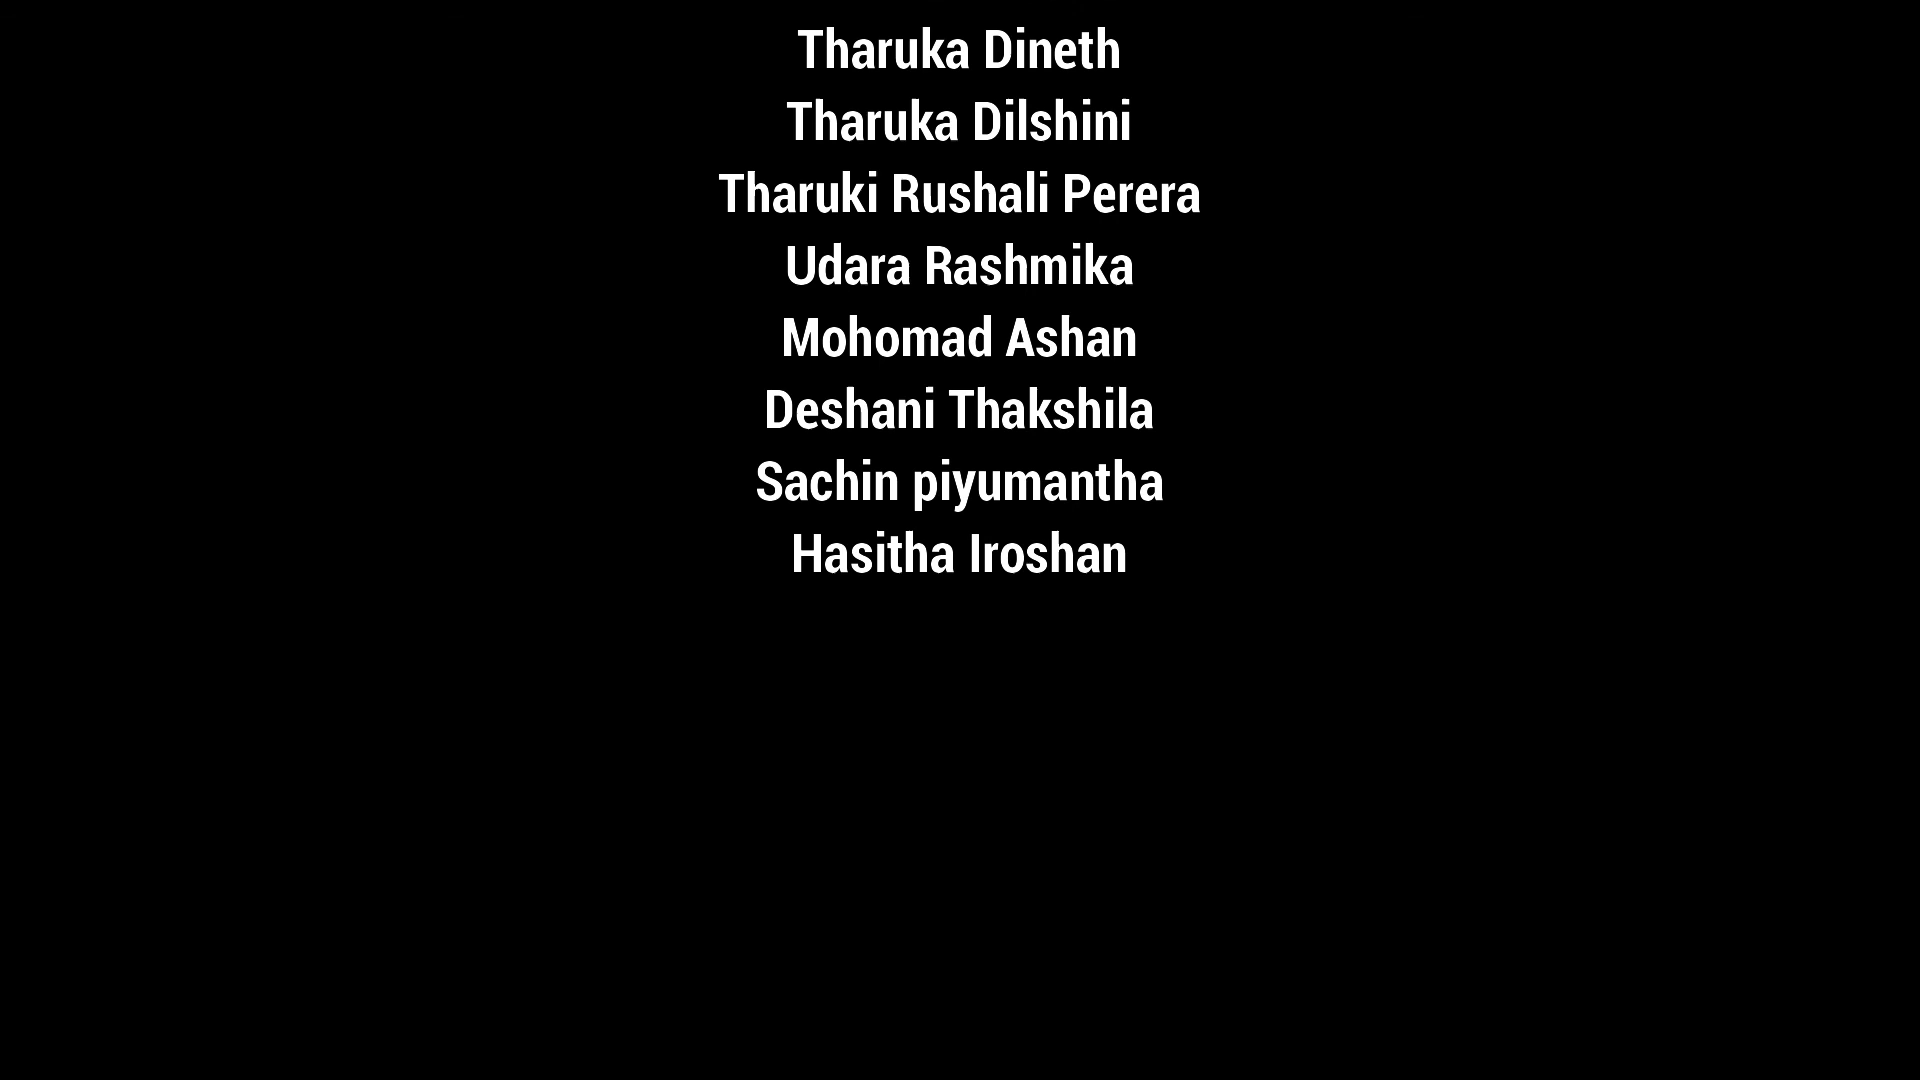 Tharuka Dineth
Tharuka Dilshini
Tharuki Rushali Perera
Udara Rashmika
Mohomad Ashan
Deshani Thakshila
Sachin piyumantha
Hasitha Iroshan